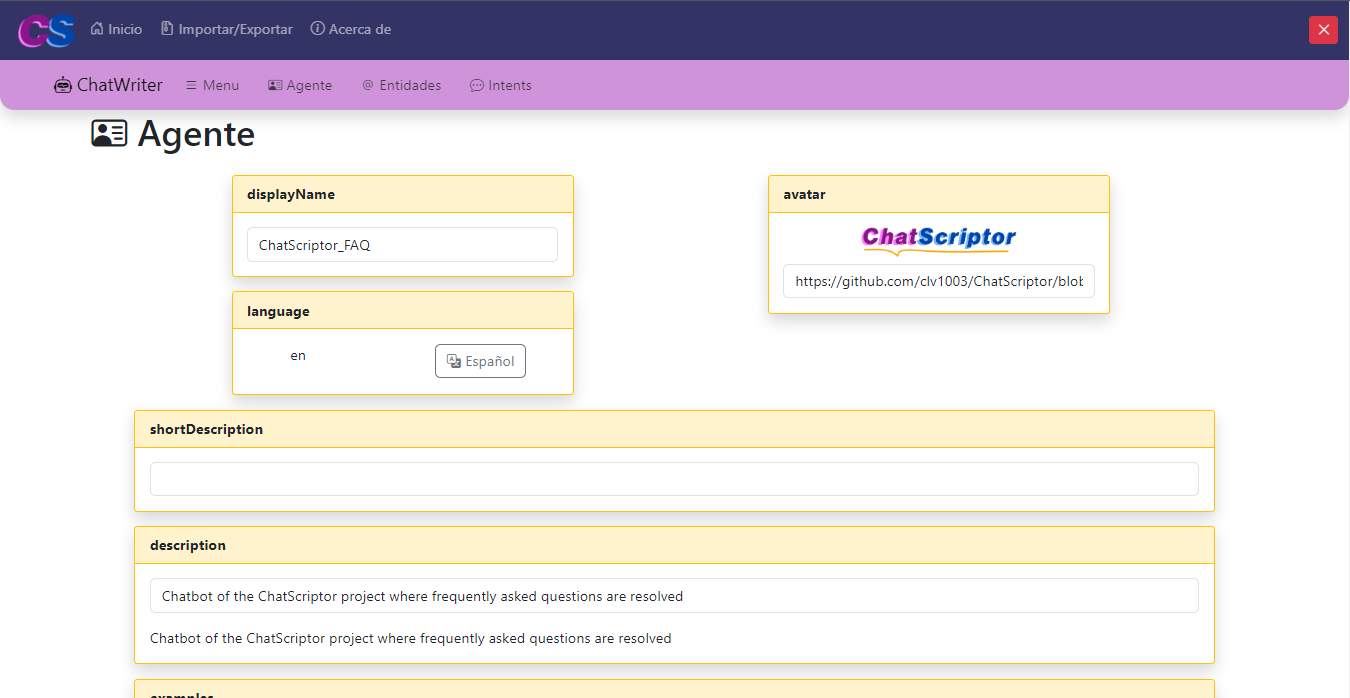 CS Inicio Importar/Exportar Acerca de
ChatWriter Menu Agente Entidades Intents
Agente
displayName
ChatScriptor_FAQ
avatar
ChatScriptor
https://github.com/clv1003/ChatScriptor/blob
language
en Español
shortDescription
description
Chatbot of the ChatScriptor project where frequently asked questions are resolved
Chatbot of the ChatScriptor project where frequently asked questions are resolved
examples